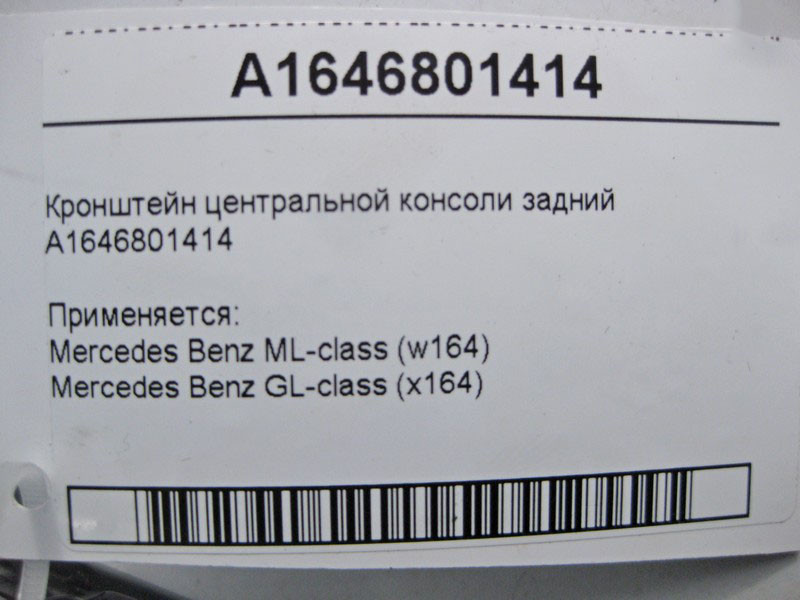 A1646801414
Кронштейн центральной консоли задний
A1646801414
Применяется:
Mercedes Benz ML-class (w164)
Mercedes Benz GL-class (x164)